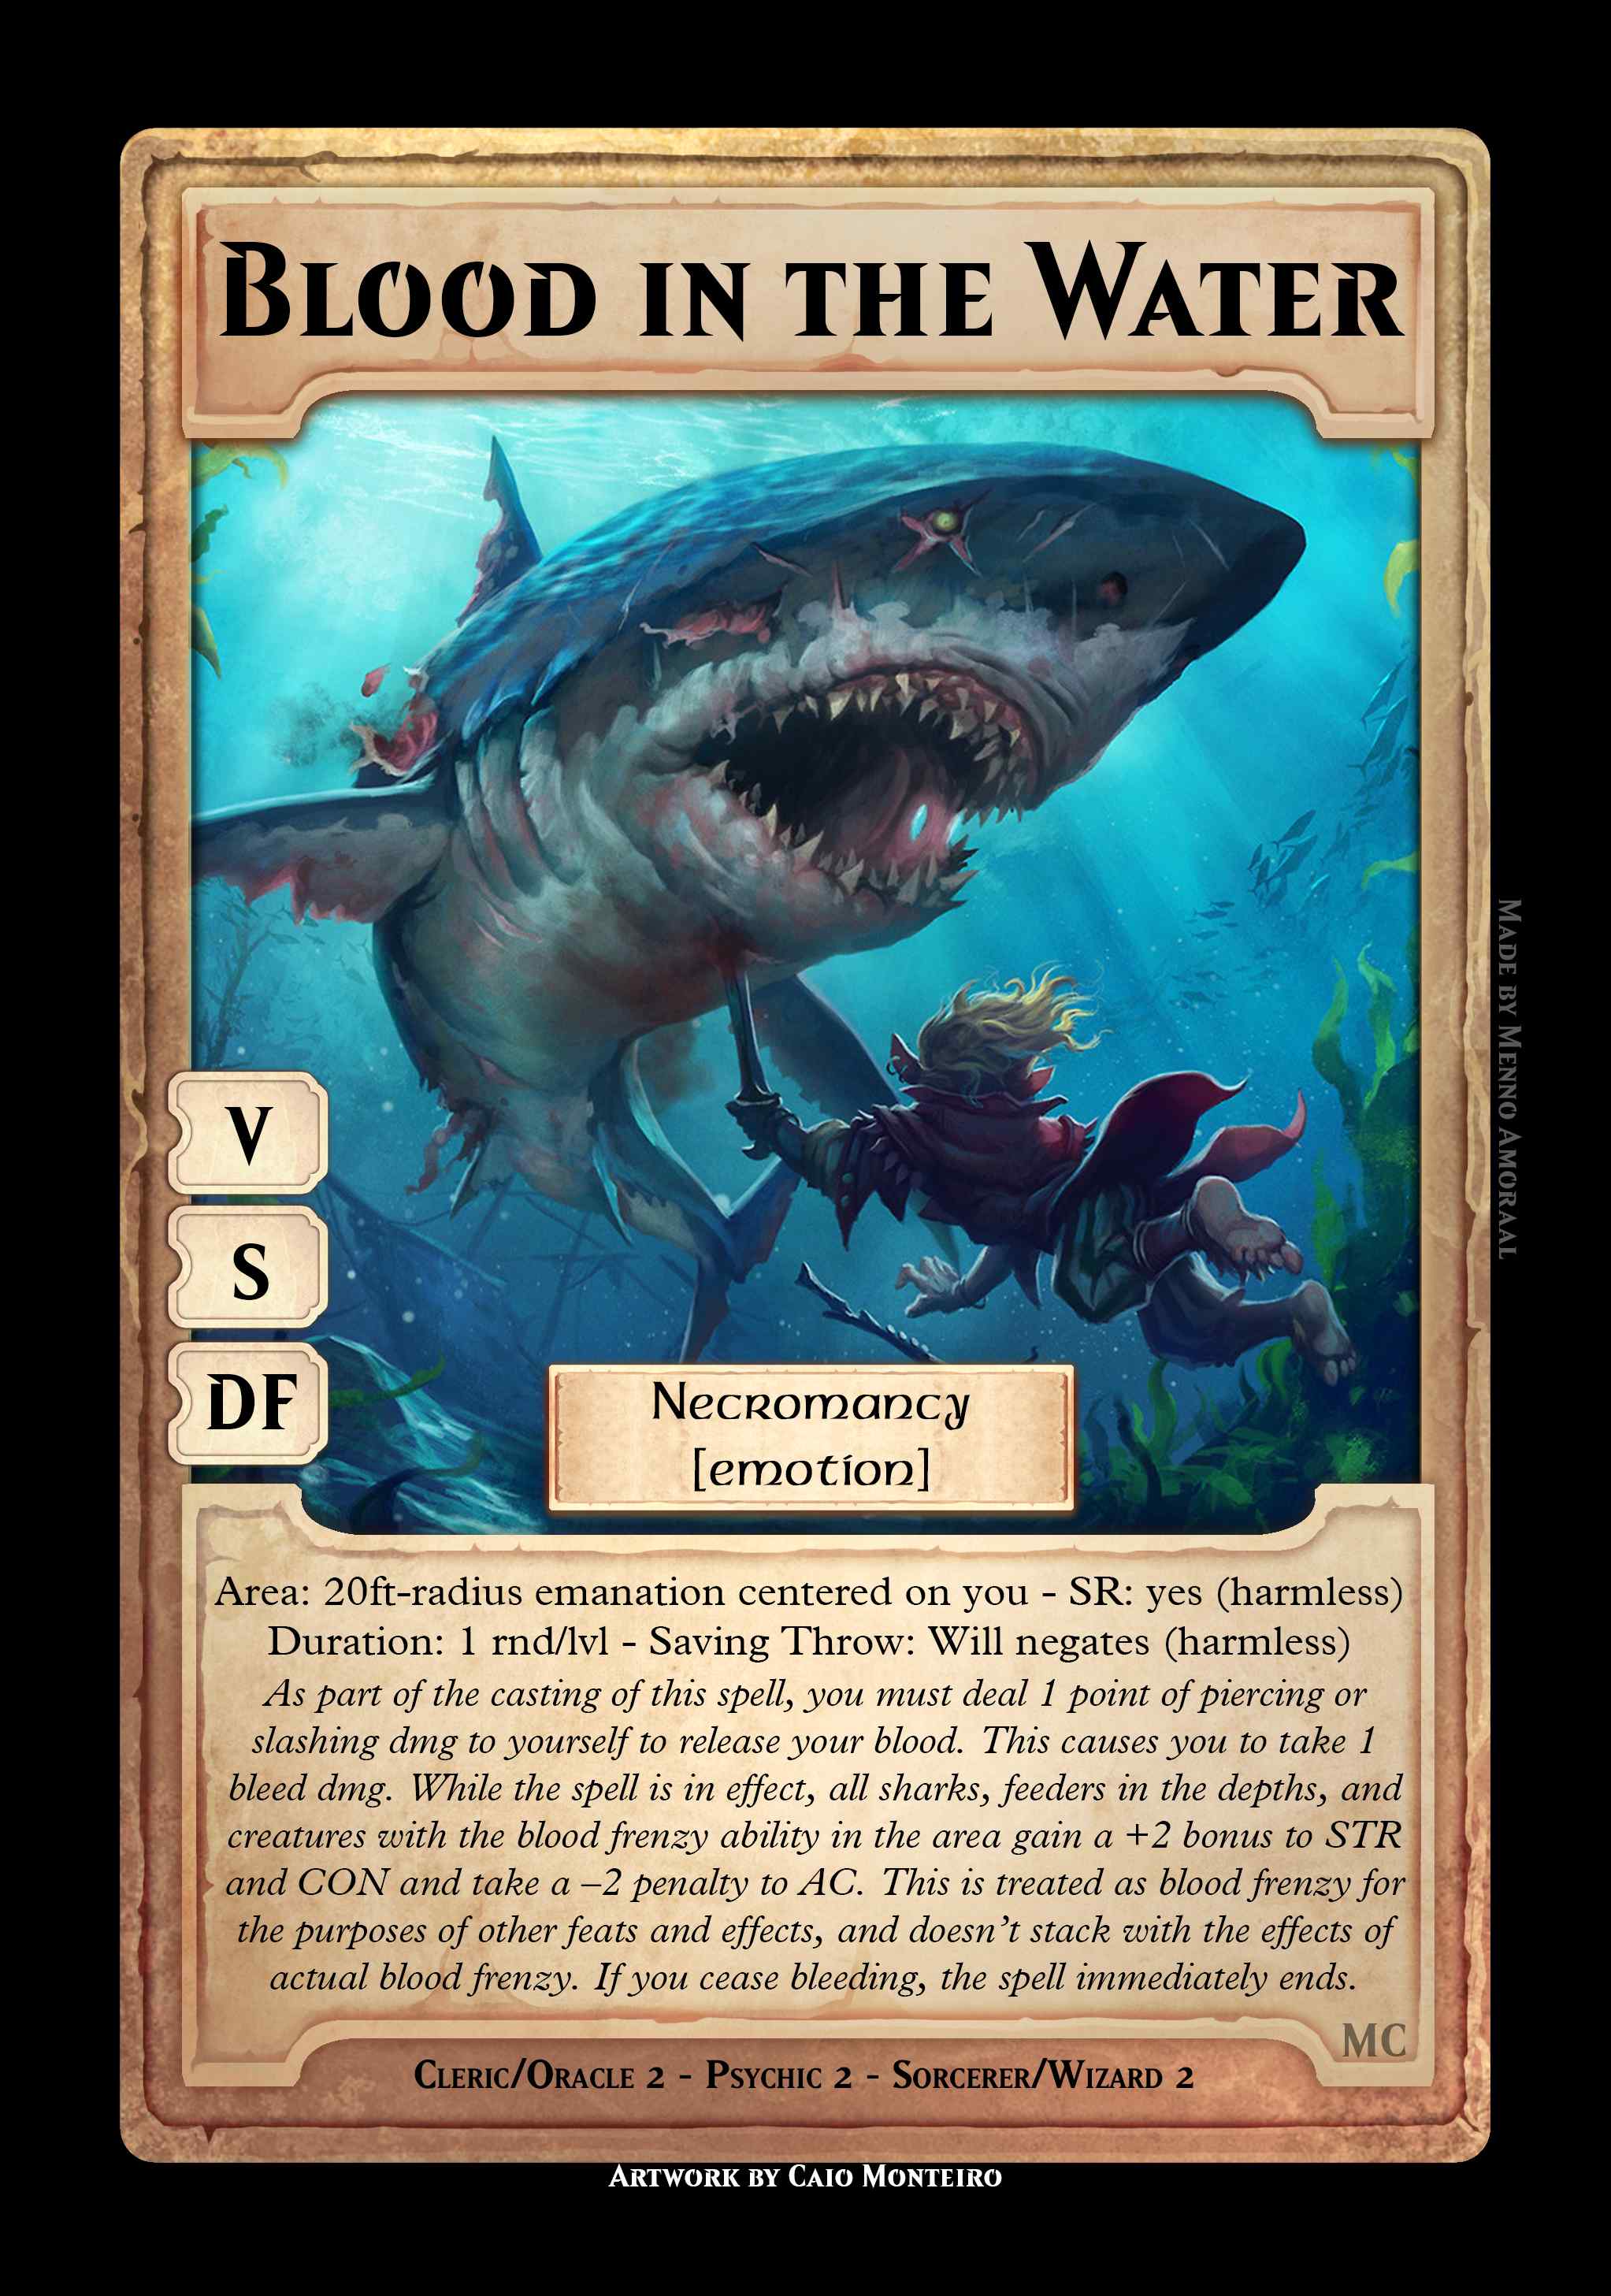 Blood in the Water
V
S
DF
Necromancy
[emotion]
Area: 20ft-radius emanation centered on you - SR: yes (harmless)
Duration: 1 rnd/lvl - Saving Throw: Will negates (harmless)
As part of the casting of this spell, you must deal 1 point of piercing or
slashing dmg to yourself to release your blood. This causes you to take 1
bleed dmg. While the spell is in effect, all sharks, feeders in the depths, and
creatures with the blood frenzy ability in the area gain a +2 bonus to STR
and CON and take a –2 penalty to AC. This is treated as blood frenzy for
the purposes of other feats and effects, and doesn’t stack with the effects of
actual blood frenzy. If you cease bleeding, the spell immediately ends.
MC
Cleric/Oracle 2 - Psychic 2 - Sorcerer/Wizard 2
Artwork by Caio Monteiro
Made by Menno Amoraal